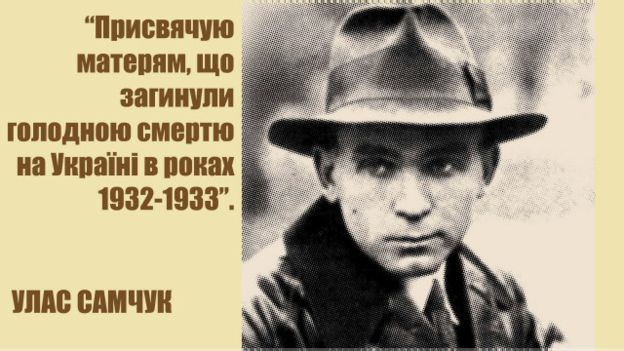 “Присвячую
матерям, що
загинули
голодною смертю
на Україні в роках
1932-1933”.
УЛАС САМЧУК